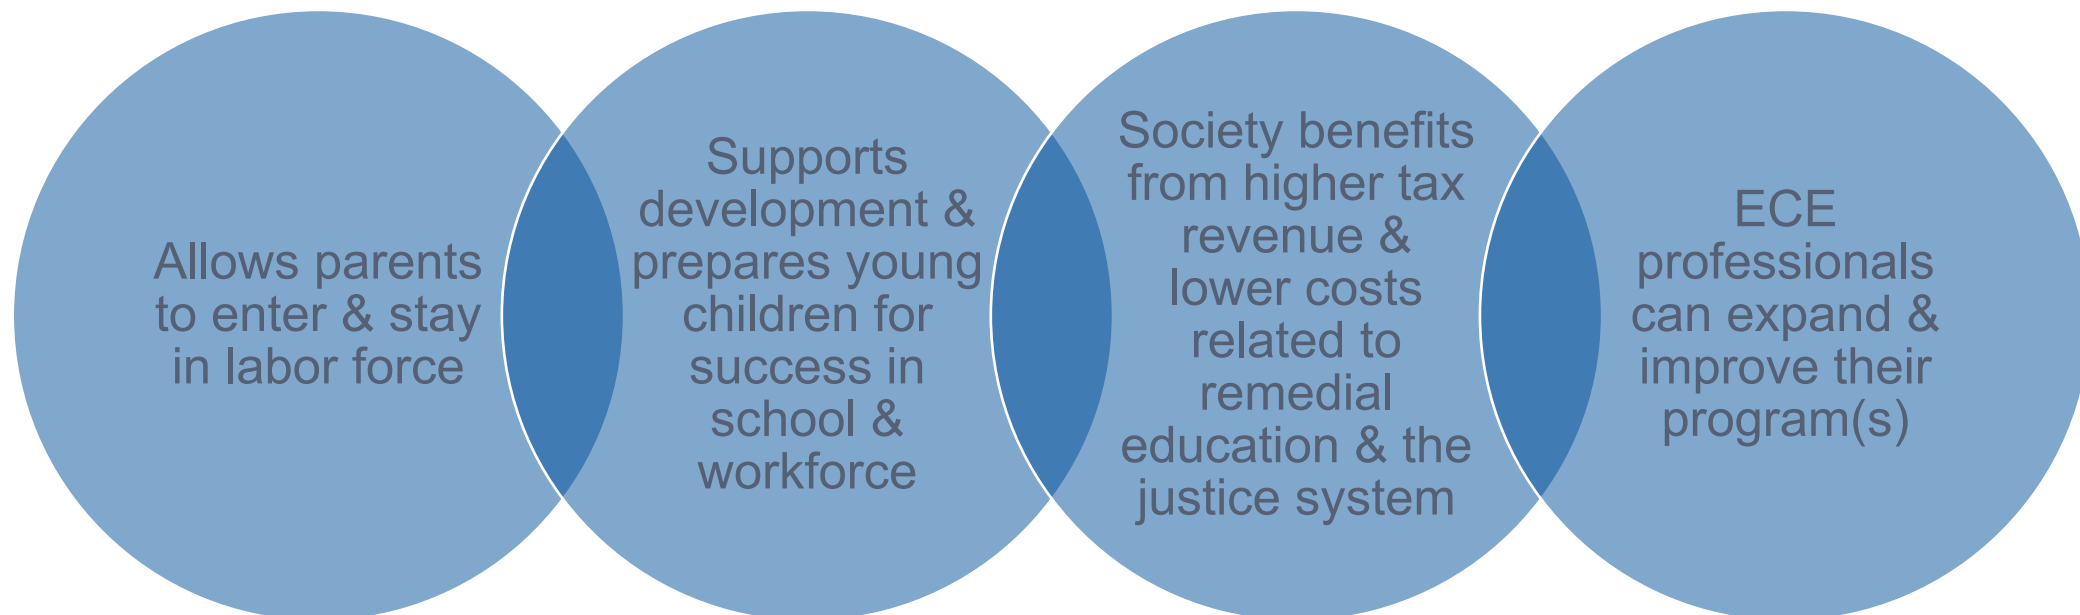 Allows parents
to enter & stay
in labor force
Supports
development &
prepares young
children for
success in
school &
workforce
Society benefits
from higher tax
revenue &
lower costs
related to
remedial
education & the
justice system
ECE
professionals
can expand &
improve their
program(s)